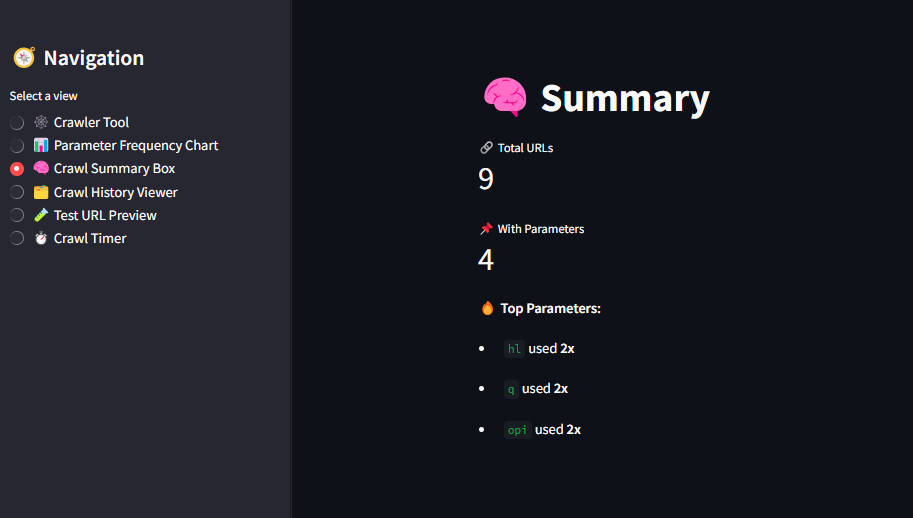 Navigation
Select a view
Crawler Tool
Parameter Frequency Chart
Crawl Summary Box
Crawl History Viewer
Test URL Preview
Crawl Timer
Summary
Total URLs
9
With Parameters
4
Top Parameters:
hl used 2x
q used 2x
opi used 2x